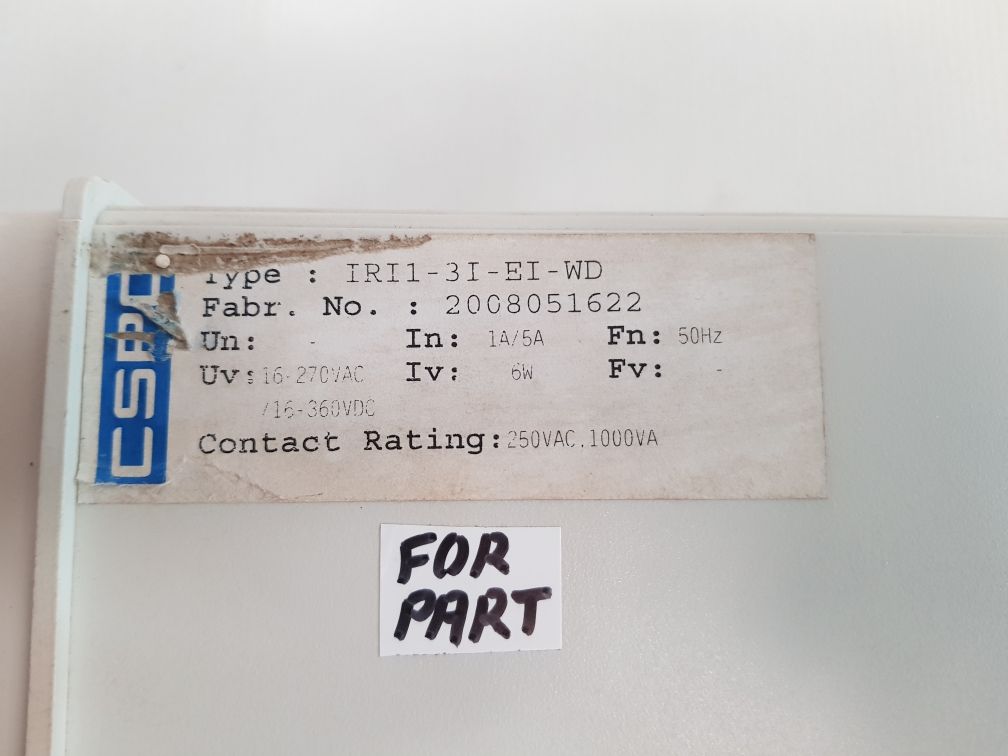 CSPC
Type : IRI1-3I-EI-WD
Fabr. No. : 2008051622
Un: - In: 1A/5A Fn: 50Hz
Uv: 16-270VAC Iv: 6W Fv: -
/16-360VDC
Contact Rating: 250VAC.1000VA
FOR
PART